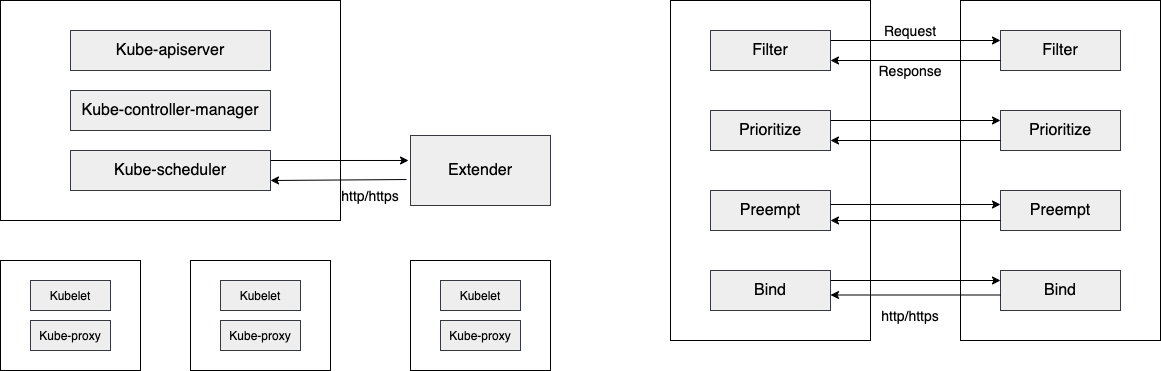 Kube-apiserver
Kube-controller-manager
Kube-scheduler
http/https
Extender
Kubelet
Kube-proxy
Kubelet
Kube-proxy
Kubelet
Kube-proxy
Filter
Request
Response
Filter
Prioritize
Prioritize
Preempt
Preempt
Bind
Bind
http/https